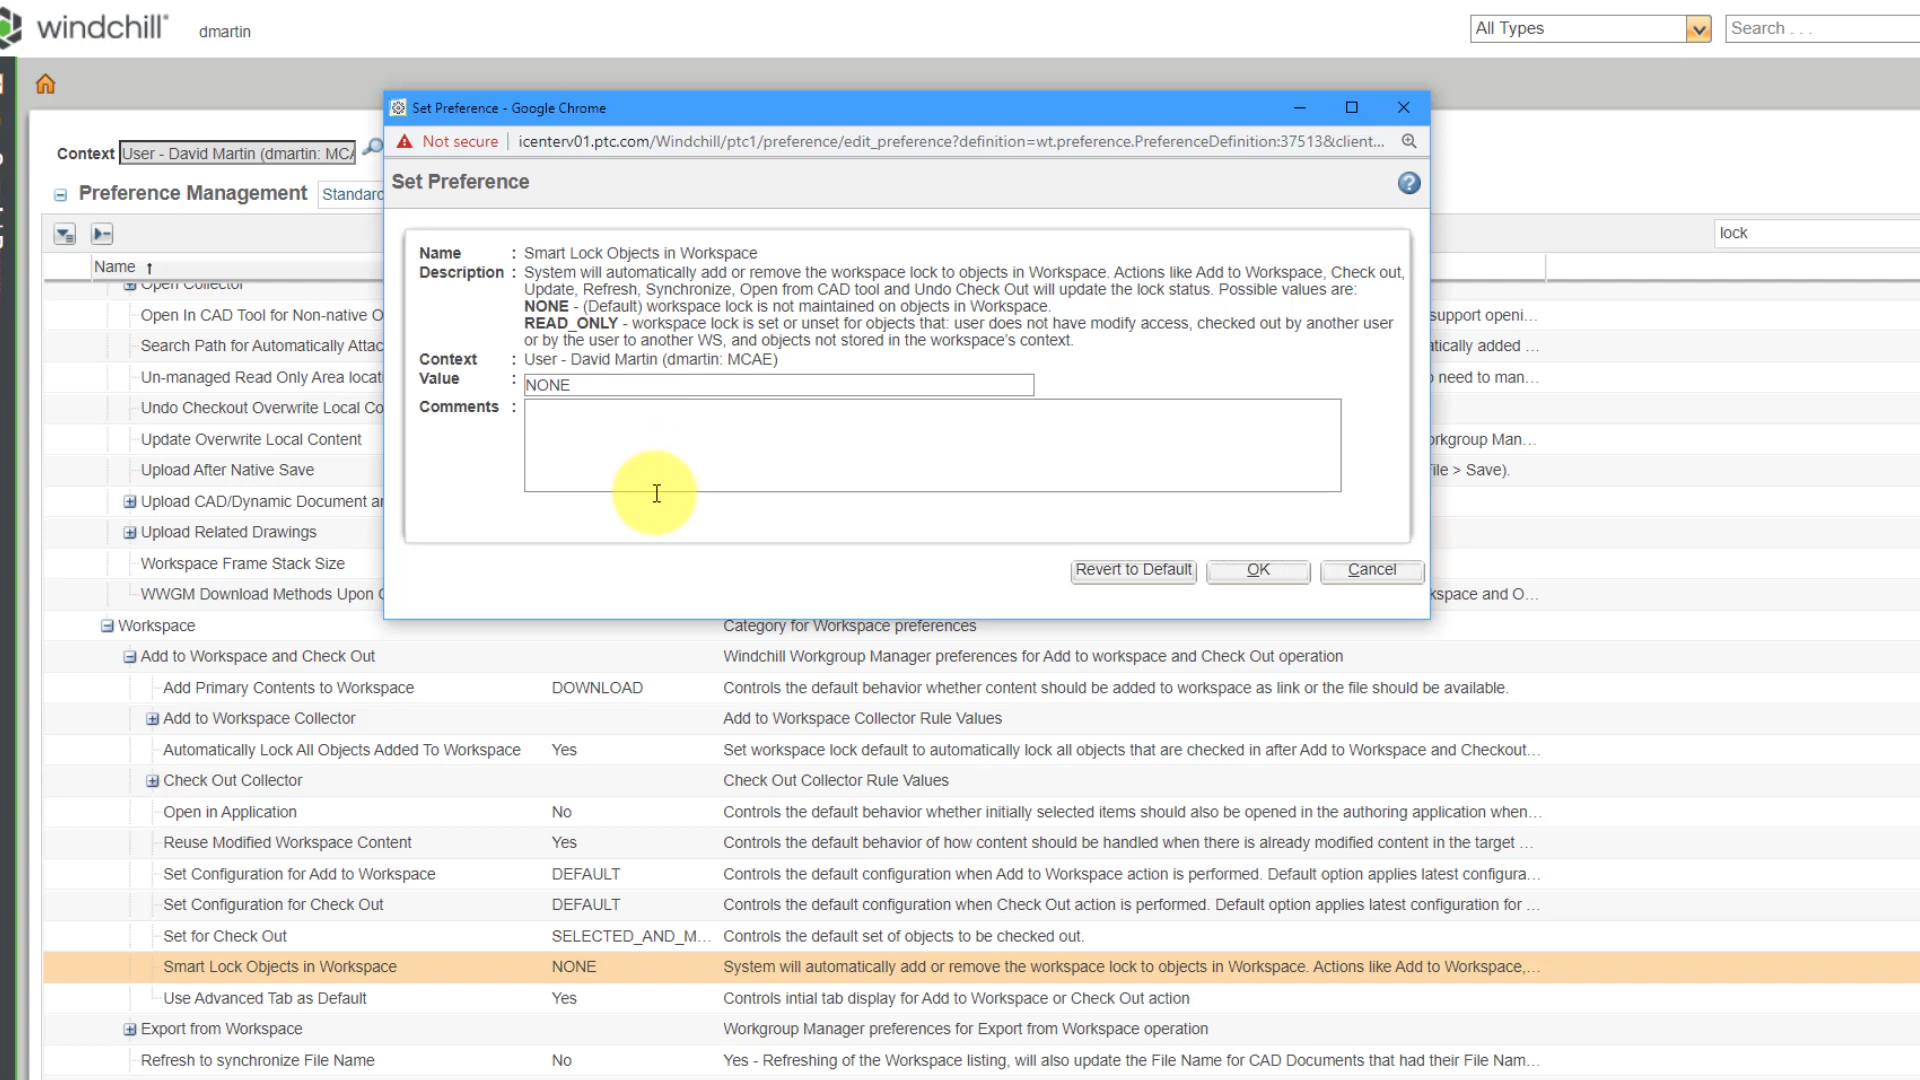 windchill®
dmartin
All Types
Search . . .
Set Preference - Google Chrome
Context
User - David Martin (dmartin: MCA
Not secure
icenterv01.ptc.com/Windchill/ptc1/preference/edit_preference?definition=wt.preference.PreferenceDefinition:37513&client...
Set Preference
Preference Management
Standard
lock
Name
Name : Smart Lock Objects in Workspace
Description : System will automatically add or remove the workspace lock to objects in Workspace. Actions like Add to Workspace, Check out,
Update, Refresh, Synchronize, Open from CAD tool and Undo Check Out will update the lock status. Possible values are:
NONE - (Default) workspace lock is not maintained on objects in Workspace.
READ_ONLY - workspace lock is set or unset for objects that: user does not have modify access, checked out by another user
or by the user to another WS, and objects not stored in the workspace's context.
Context : User - David Martin (dmartin: MCAE)
Value : NONE
Comments :
Revert to Default
OK
Cancel
Open Collector
Open In CAD Tool for Non-native O
support openi...
Search Path for Automatically Attac
atically added ...
Un-managed Read Only Area locati
o need to man...
Undo Checkout Overwrite Local Co
Update Overwrite Local Content
orkgroup Man...
Upload After Native Save
File > Save).
Upload CAD/Dynamic Document an
Upload Related Drawings
Workspace Frame Stack Size
WWGM Download Methods Upon
kspace and O...
Workspace Category for Workspace preferences
Add to Workspace and Check Out Windchill Workgroup Manager preferences for Add to workspace and Check Out operation
Add Primary Contents to Workspace DOWNLOAD Controls the default behavior whether content should be added to workspace as link or the file should be available.
Add to Workspace Collector Add to Workspace Collector Rule Values
Automatically Lock All Objects Added To Workspace Yes Set workspace lock default to automatically lock all objects that are checked in after Add to Workspace and Checkout...
Check Out Collector Check Out Collector Rule Values
Open in Application No Controls the default behavior whether initially selected items should also be opened in the authoring application when...
Reuse Modified Workspace Content Yes Controls the default behavior of how content should be handled when there is already modified content in the target ...
Set Configuration for Add to Workspace DEFAULT Controls the default configuration when Add to Workspace action is performed. Default option applies latest configura...
Set Configuration for Check Out DEFAULT Controls the default configuration when Check Out action is performed. Default option applies latest configuration for ...
Set for Check Out SELECTED_AND_M... Controls the default set of objects to be checked out.
Smart Lock Objects in Workspace NONE System will automatically add or remove the workspace lock to objects in Workspace. Actions like Add to Workspace,...
Use Advanced Tab as Default Yes Controls intial tab display for Add to Workspace or Check Out action
Export from Workspace Workgroup Manager preferences for Export from Workspace operation
Refresh to synchronize File Name No Yes - Refreshing of the Workspace listing, will also update the File Name for CAD Documents that had their File Nam...